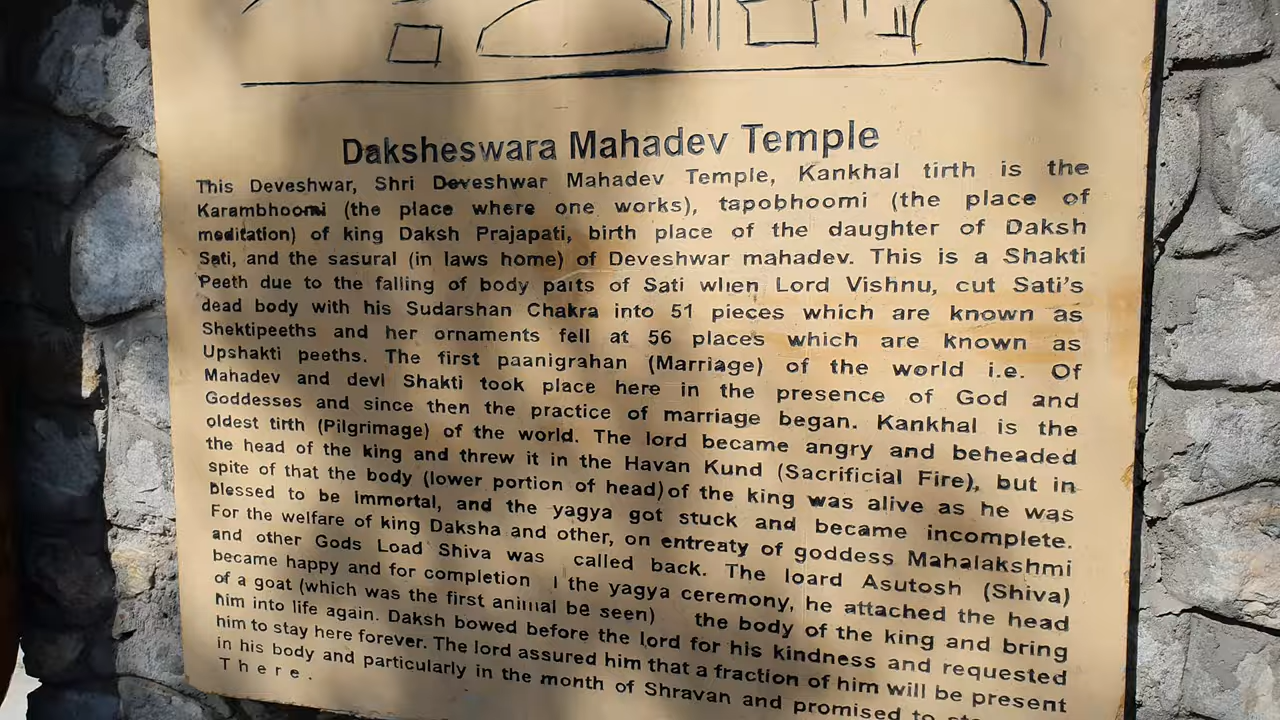 Daksheswara Mahadev Temple
This Deveshwar, Shri Deveshwar Mahadev Temple, Kankhal tirth is the
Karambhoomi (the place where one works), tapobhoomi (the place of
meditation) of king Daksh Prajapati, birth place of the daughter of Daksh
Sati, and the sasural (in laws home) of Deveshwar mahadev. This is a Shakti
Peeth due to the falling of body parts of Sati when Lord Vishnu, cut Sati's
dead body with his Sudarshan Chakra into 51 pieces which are known as
Shektipeeths and her ornaments fell at 56 places which are known as
Upshakti peeths. The first paanigrahan (Marriage) of the world i.e. Of
Mahadev and devi Shakti took place here in the presence of God and
Goddesses and since then the practice of marriage began. Kankhal is the
oldest tirth (Pilgrimage) of the world. The lord became angry and beheaded
the head of the king and threw it in the Havan Kund (Sacrificial Fire), but in
spite of that the body (lower portion of head) of the king was alive as he was
blessed to be immortal, and the yagya got stuck and became incomplete.
For the welfare of king Daksha and other, on entreaty of goddess Mahalakshmi
and other Gods Load Shiva was called back. The loard Asutosh (Shiva)
became happy and for completion the yagya ceremony, he attached the head
of a goat (which was the first animal be seen) the body of the king and bring
him into life again. Daksh bowed before the lord for his kindness and requested
him to stay here forever. The lord assured him that a fraction of him will be present
in his body and particularly in the month of Shravan and promised to
There.